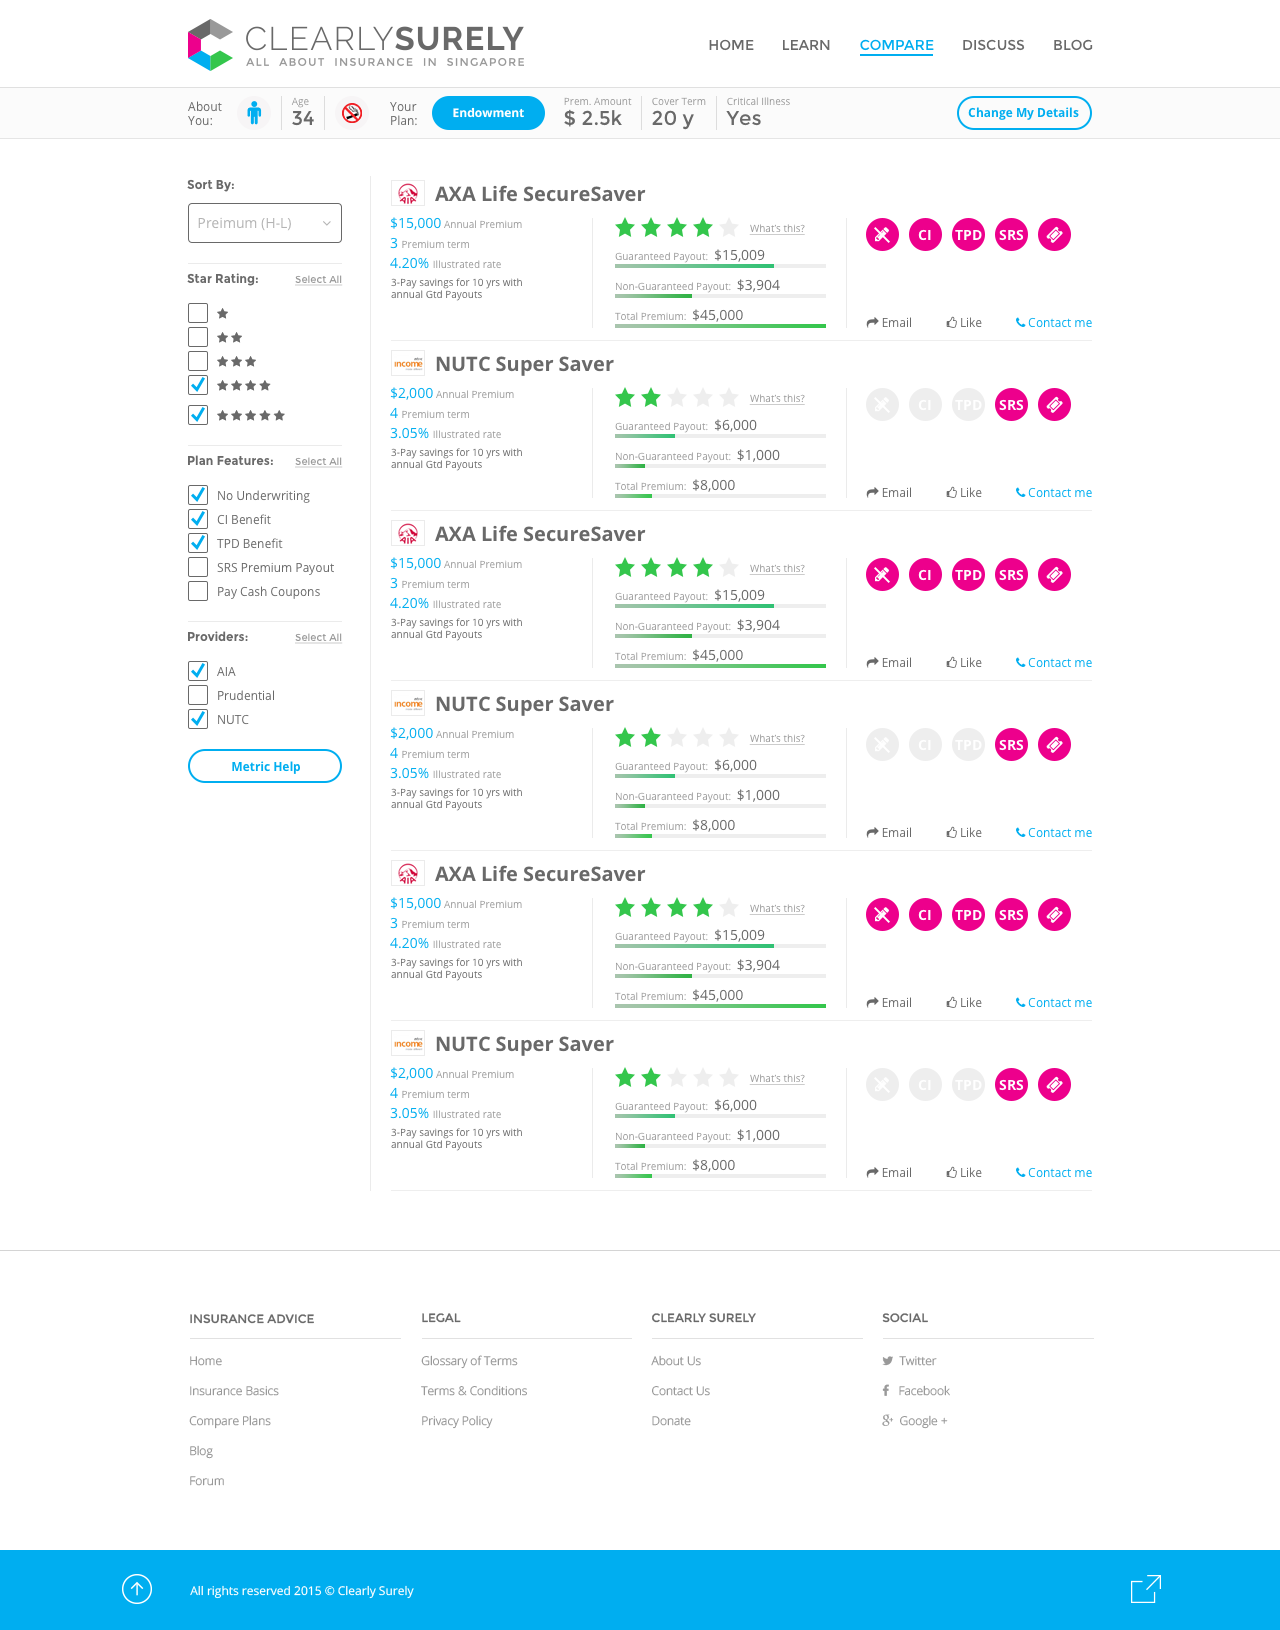 CLEARLYSURELY
ALL ABOUT INSURANCE IN SINGAPORE
HOME LEARN COMPARE DISCUSS BLOG
About You:
Age
34
Your Plan:
Endowment
Prem. Amount
$ 2.5k
Cover Term
20 y
Critical Illness
Yes
Change My Details
Sort By:
Preimum (H-L)
Star Rating: Select All
Plan Features: Select All
No Underwriting
CI Benefit
TPD Benefit
SRS Premium Payout
Pay Cash Coupons
Providers: Select All
AIA
Prudential
NUTC
Metric Help
AXA Life SecureSaver
$15,000 Annual Premium
3 Premium term
4.20% Illustrated rate
3-Pay savings for 10 yrs with
annual Gtd Payouts
What's this?
Guaranteed Payout: $15,009
Non-Guaranteed Payout: $3,904
Total Premium: $45,000
CI TPD SRS
Email Like Contact me
income
NUTC Super Saver
$2,000 Annual Premium
4 Premium term
3.05% Illustrated rate
3-Pay savings for 10 yrs with
annual Gtd Payouts
What's this?
Guaranteed Payout: $6,000
Non-Guaranteed Payout: $1,000
Total Premium: $8,000
CI TPD SRS
Email Like Contact me
AXA Life SecureSaver
$15,000 Annual Premium
3 Premium term
4.20% Illustrated rate
3-Pay savings for 10 yrs with
annual Gtd Payouts
What's this?
Guaranteed Payout: $15,009
Non-Guaranteed Payout: $3,904
Total Premium: $45,000
CI TPD SRS
Email Like Contact me
income
NUTC Super Saver
$2,000 Annual Premium
4 Premium term
3.05% Illustrated rate
3-Pay savings for 10 yrs with
annual Gtd Payouts
What's this?
Guaranteed Payout: $6,000
Non-Guaranteed Payout: $1,000
Total Premium: $8,000
CI TPD SRS
Email Like Contact me
AXA Life SecureSaver
$15,000 Annual Premium
3 Premium term
4.20% Illustrated rate
3-Pay savings for 10 yrs with
annual Gtd Payouts
What's this?
Guaranteed Payout: $15,009
Non-Guaranteed Payout: $3,904
Total Premium: $45,000
CI TPD SRS
Email Like Contact me
income
NUTC Super Saver
$2,000 Annual Premium
4 Premium term
3.05% Illustrated rate
3-Pay savings for 10 yrs with
annual Gtd Payouts
What's this?
Guaranteed Payout: $6,000
Non-Guaranteed Payout: $1,000
Total Premium: $8,000
CI TPD SRS
Email Like Contact me
INSURANCE ADVICE
Home
Insurance Basics
Compare Plans
Blog
Forum
LEGAL
Glossary of Terms
Terms & Conditions
Privacy Policy
CLEARLY SURELY
About Us
Contact Us
Donate
SOCIAL
Twitter
Facebook
Google +
All rights reserved 2015 © Clearly Surely